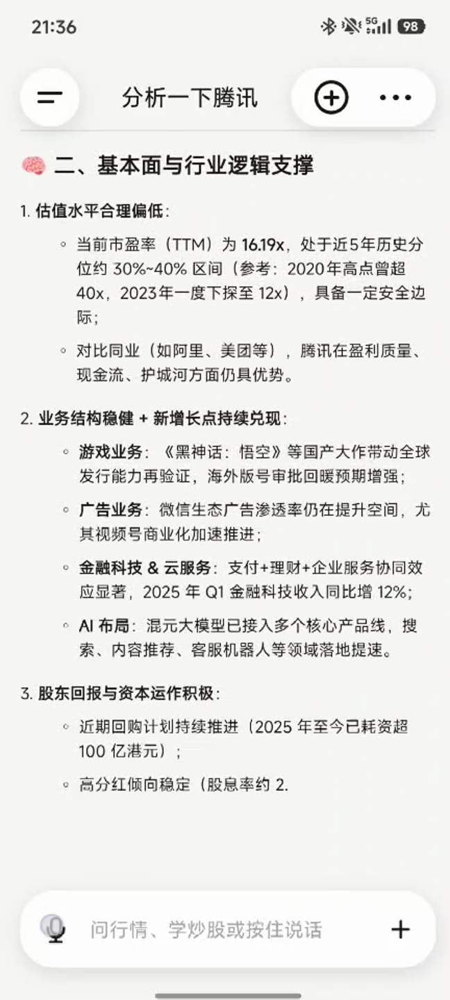 21:36
5G
98
分析一下腾讯
二、基本面与行业逻辑支撑
1. 估值水平合理偏低：
当前市盈率（TTM）为 16.19x，处于近5年历史分
位约 30%~40% 区间（参考：2020年高点曾超
40x，2023年一度下探至 12x），具备一定安全边
际；
对比同业（如阿里、美团等），腾讯在盈利质量、
现金流、护城河方面仍具优势。
2. 业务结构稳健 + 新增长点持续兑现：
游戏业务：《黑神话：悟空》等国产大作带动全球
发行能力再验证，海外版号审批回暖预期增强；
广告业务：微信生态广告渗透率仍在提升空间，尤
其视频号商业化加速推进；
金融科技 & 云服务：支付+理财+企业服务协同效
应显著，2025 年 Q1 金融科技收入同比增 12%；
AI 布局：混元大模型已接入多个核心产品线，搜
索、内容推荐、客服机器人等领域落地提速。
3. 股东回报与资本运作积极：
近期回购计划持续推进（2025 年至今已耗资超
100 亿港元）；
高分红倾向稳定（股息率约 2.
问行情、学炒股或按住说话